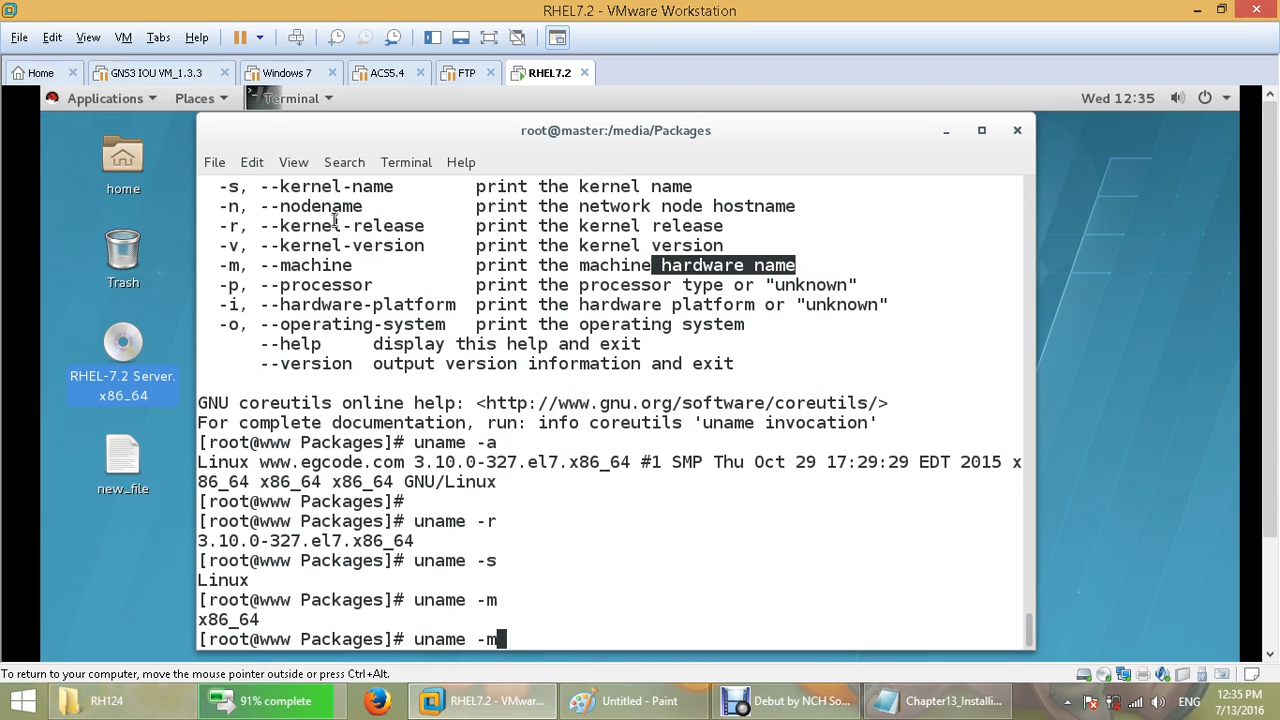 RHEL7.2 - VMware Workstation
File Edit View VM Tabs Help
Home GNS3 IOU VM_1.3.3 Windows 7 ACS5.4 FTP RHEL7.2
Applications Places Terminal Wed 12:35
root@master:/media/Packages
File Edit View Search Terminal Help
home
Trash
RHEL-7.2 Server.
x86_64
new_file
-s, --kernel-name print the kernel name
-n, --nodename print the network node hostname
-r, --kernel-release print the kernel release
-v, --kernel-version print the kernel version
-m, --machine print the machine hardware name
-p, --processor print the processor type or "unknown"
-i, --hardware-platform print the hardware platform or "unknown"
-o, --operating-system print the operating system
--help display this help and exit
--version output version information and exit
GNU coreutils online help: <http://www.gnu.org/software/coreutils/>
For complete documentation, run: info coreutils 'uname invocation'
[root@www Packages]# uname -a
Linux www.egcode.com 3.10.0-327.el7.x86_64 #1 SMP Thu Oct 29 17:29:29 EDT 2015 x
86_64 x86_64 x86_64 GNU/Linux
[root@www Packages]#
[root@www Packages]# uname -r
3.10.0-327.el7.x86_64
[root@www Packages]# uname -s
Linux
[root@www Packages]# uname -m
x86_64
[root@www Packages]# uname -m
To return to your computer, move the mouse pointer outside or press Ctrl+Alt.
RH124 91% complete RHEL7.2 - VMwar... Untitled - Paint Debut by NCH So... Chapter13_Installi... ENG 12:35 PM
7/13/2016